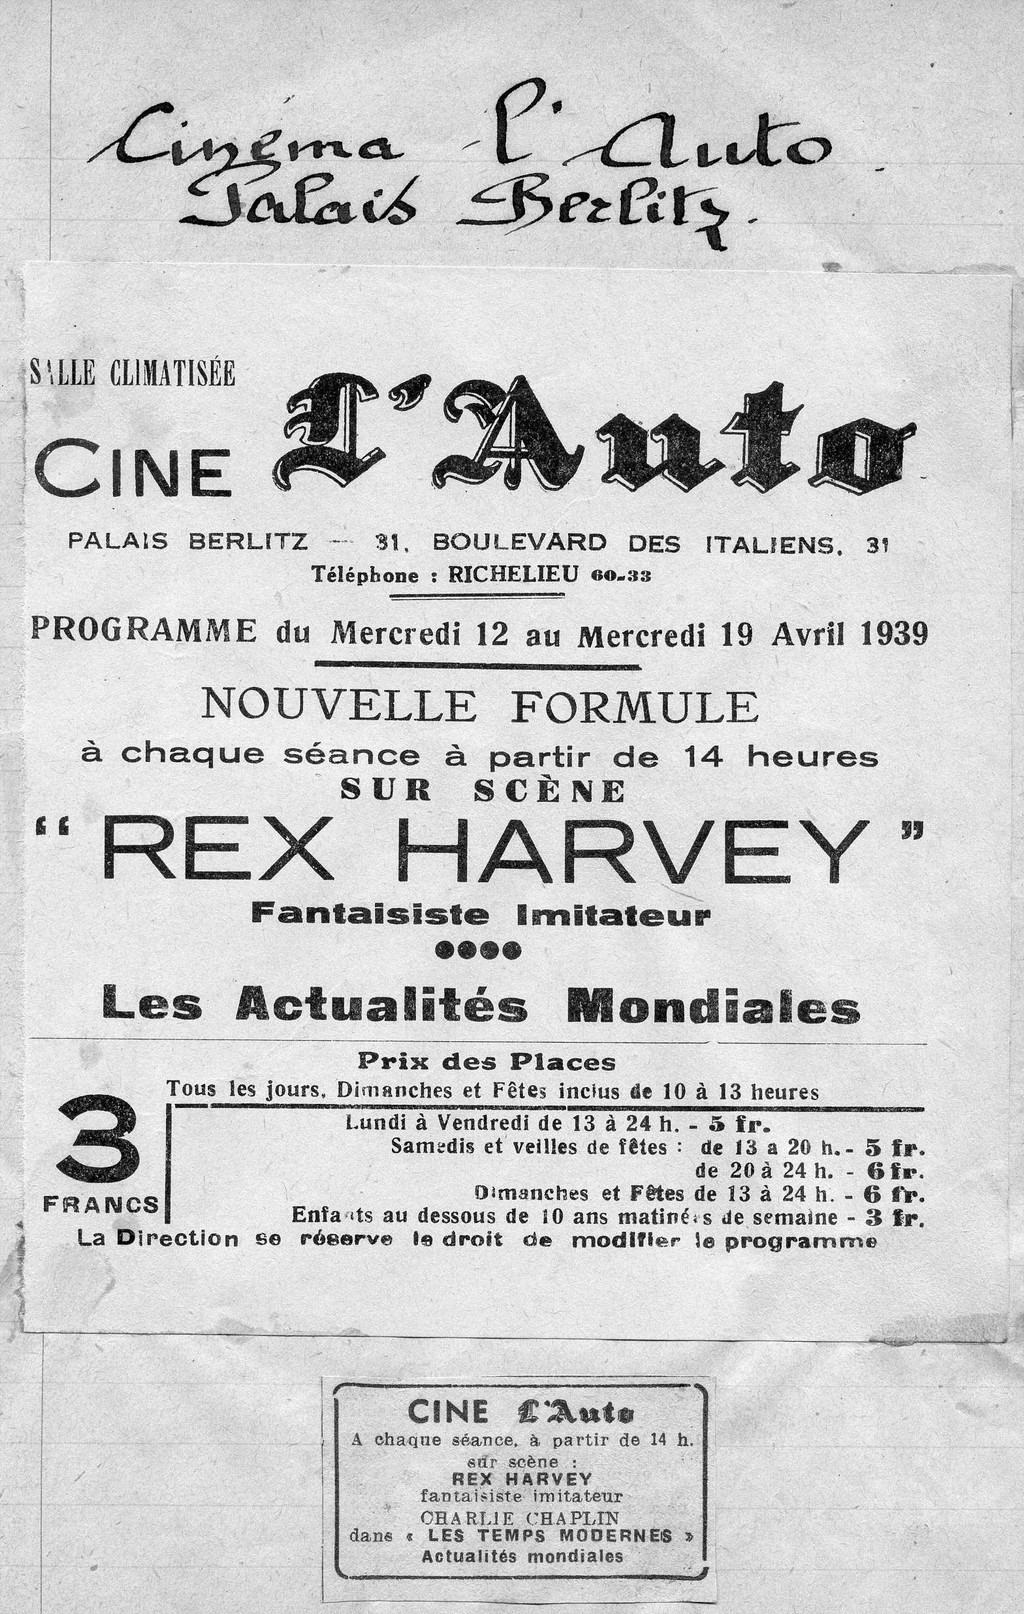 Cinéma l'Auto
Palais Berlitz.
SALLE CLIMATISÉE
CINE L'Auto
PALAIS BERLITZ — 31, BOULEVARD DES ITALIENS, 31
Téléphone : RICHELIEU 60-33
PROGRAMME du Mercredi 12 au Mercredi 19 Avril 1939
NOUVELLE FORMULE
à chaque séance à partir de 14 heures
SUR SCÈNE
“ REX HARVEY ”
Fantaisiste Imitateur
Les Actualités Mondiales
Prix des Places
Tous les jours, Dimanches et Fêtes inclus de 10 à 13 heures
3 FRANCS
Lundi à Vendredi de 13 à 24 h. - 5 fr.
Samedis et veilles de fêtes : de 13 a 20 h. - 5 fr.
de 20 à 24 h. - 6 fr.
Dimanches et Fêtes de 13 à 24 h. - 6 fr.
Enfants au dessous de 10 ans matinées de semaine - 3 fr.
La Direction se réserve le droit de modifier le programme
CINE L'Auto
A chaque séance, à partir de 14 h.
sur scène :
REX HARVEY
fantaisiste imitateur
CHARLIE CHAPLIN
dans « LES TEMPS MODERNES »
Actualités mondiales